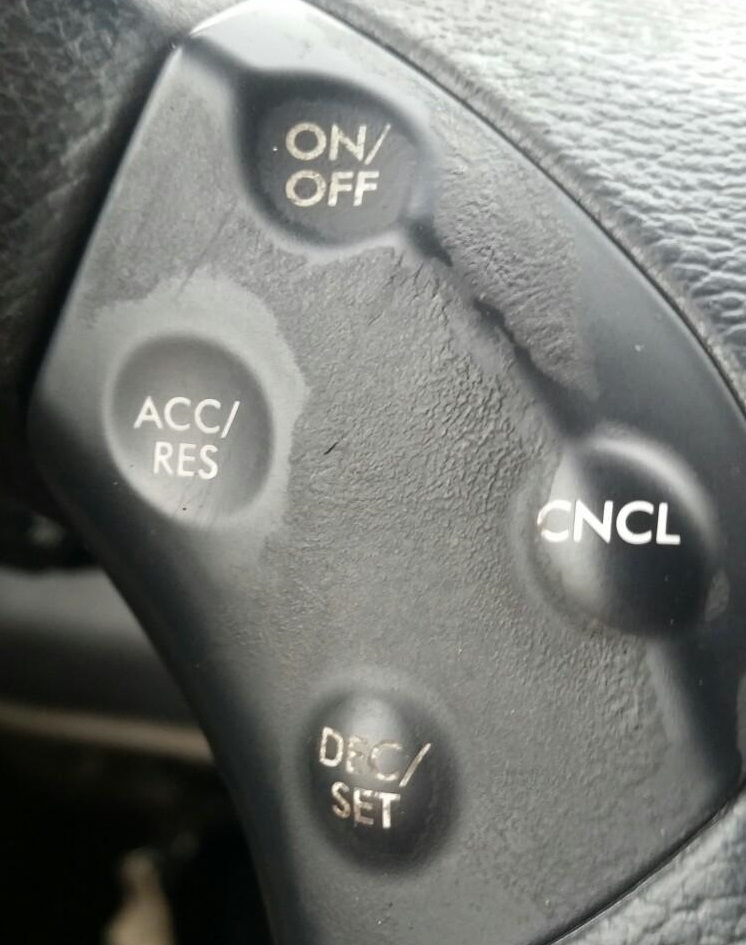 ON/
OFF
ACC/
RES
CNCL
DEC/
SET